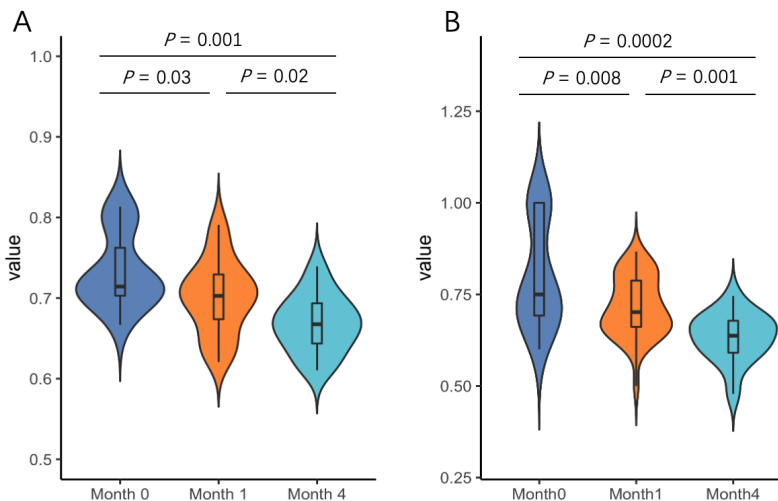 A
P = 0.001
P = 0.03
P = 0.02
value
1.0
0.9
0.8
0.7
0.6
0.5
Month 0
Month 1
Month 4
B
P = 0.0002
P = 0.008
P = 0.001
value
1.25
1.00
0.75
0.50
0.25
Month0
Month1
Month4